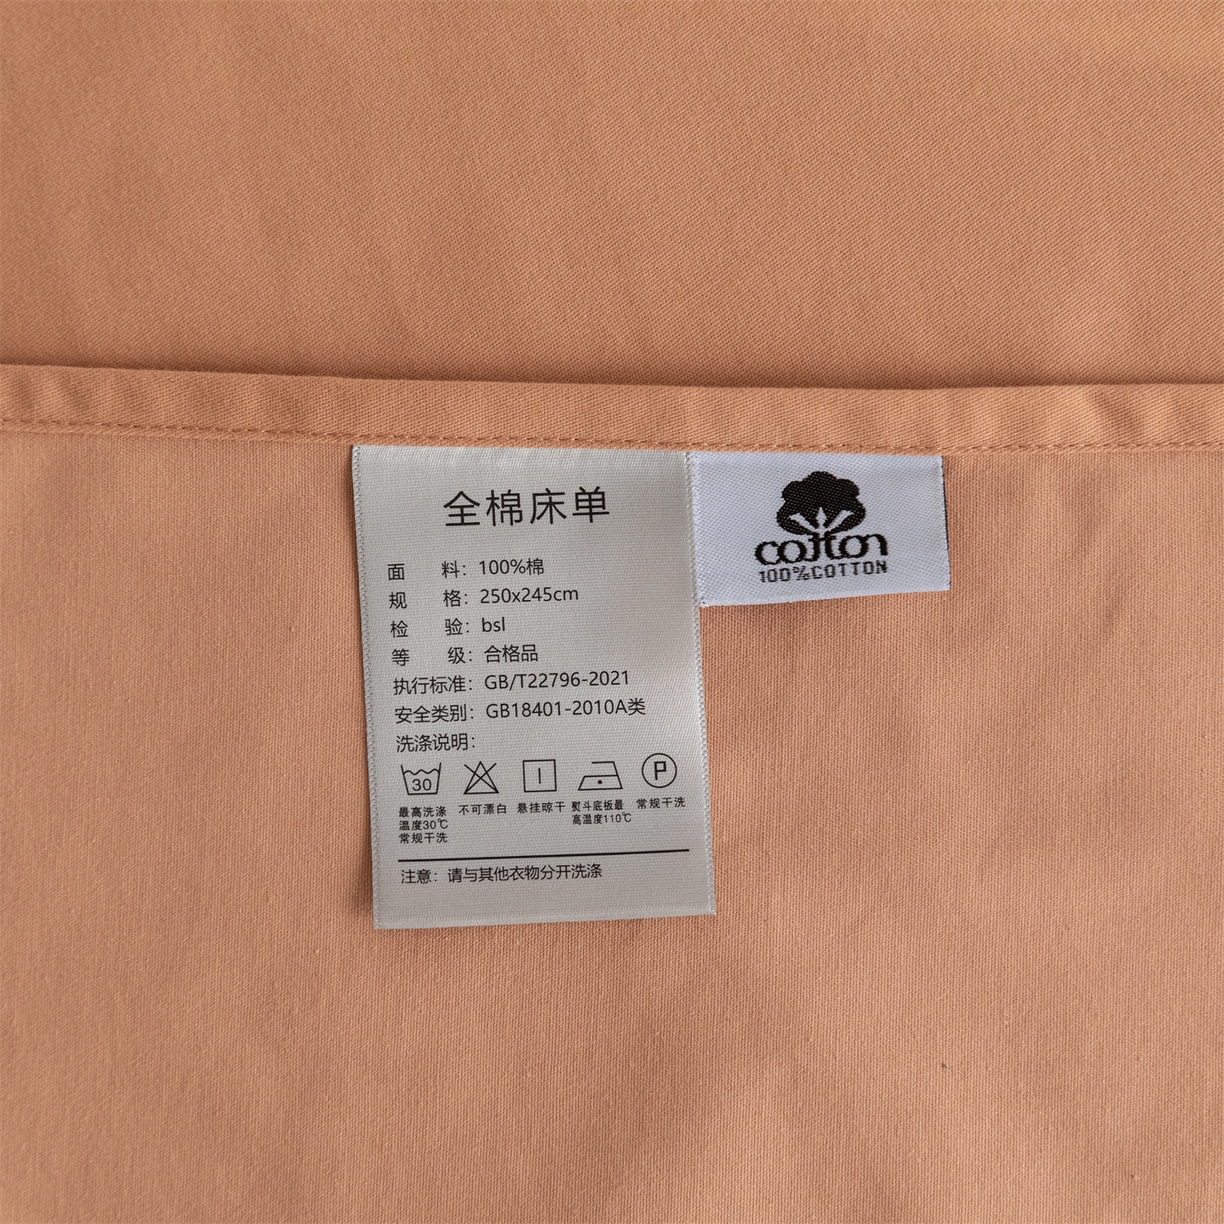 全棉床单
面 料：100%棉
规 格：250x245cm
检 验：bsl
等 级：合格品
执行标准：GB/T22796-2021
安全类别：GB18401-2010A类
洗涤说明：
30 P
最高洗涤温度30℃常规干洗
不可漂白
悬挂晾干
熨斗底板最高温度110℃
常规干洗
注意：请与其他衣物分开洗涤
cotton
100%COTTON